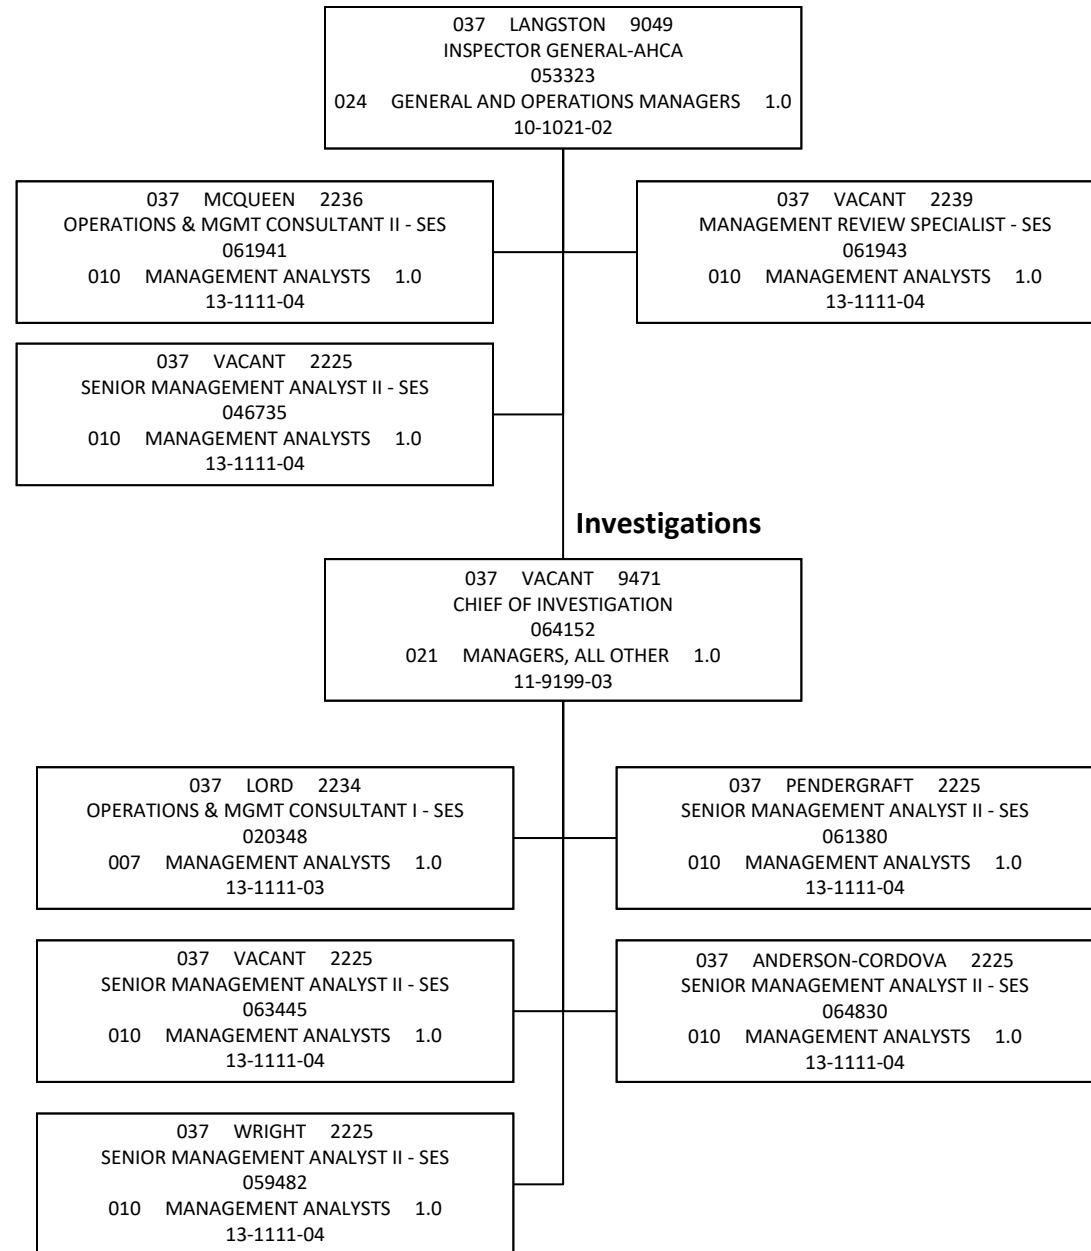 037 LANGSTON 9049
INSPECTOR GENERAL-AHCA
053323
024 GENERAL AND OPERATIONS MANAGERS 1.0
10-1021-02
037 MCQUEEN 2236
OPERATIONS & MGMT CONSULTANT II - SES
061941
010 MANAGEMENT ANALYSTS 1.0
13-1111-04
037 VACANT 2239
MANAGEMENT REVIEW SPECIALIST - SES
061943
010 MANAGEMENT ANALYSTS 1.0
13-1111-04
037 VACANT 2225
SENIOR MANAGEMENT ANALYST II - SES
046735
010 MANAGEMENT ANALYSTS 1.0
13-1111-04
Investigations
037 VACANT 9471
CHIEF OF INVESTIGATION
064152
021 MANAGERS, ALL OTHER 1.0
11-9199-03
037 LORD 2234
OPERATIONS & MGMT CONSULTANT I - SES
020348
007 MANAGEMENT ANALYSTS 1.0
13-1111-03
037 PENDERGRAFT 2225
SENIOR MANAGEMENT ANALYST II - SES
061380
010 MANAGEMENT ANALYSTS 1.0
13-1111-04
037 VACANT 2225
SENIOR MANAGEMENT ANALYST II - SES
063445
010 MANAGEMENT ANALYSTS 1.0
13-1111-04
037 ANDERSON-CORDOVA 2225
SENIOR MANAGEMENT ANALYST II - SES
064830
010 MANAGEMENT ANALYSTS 1.0
13-1111-04
037 WRIGHT 2225
SENIOR MANAGEMENT ANALYST II - SES
059482
010 MANAGEMENT ANALYSTS 1.0
13-1111-04